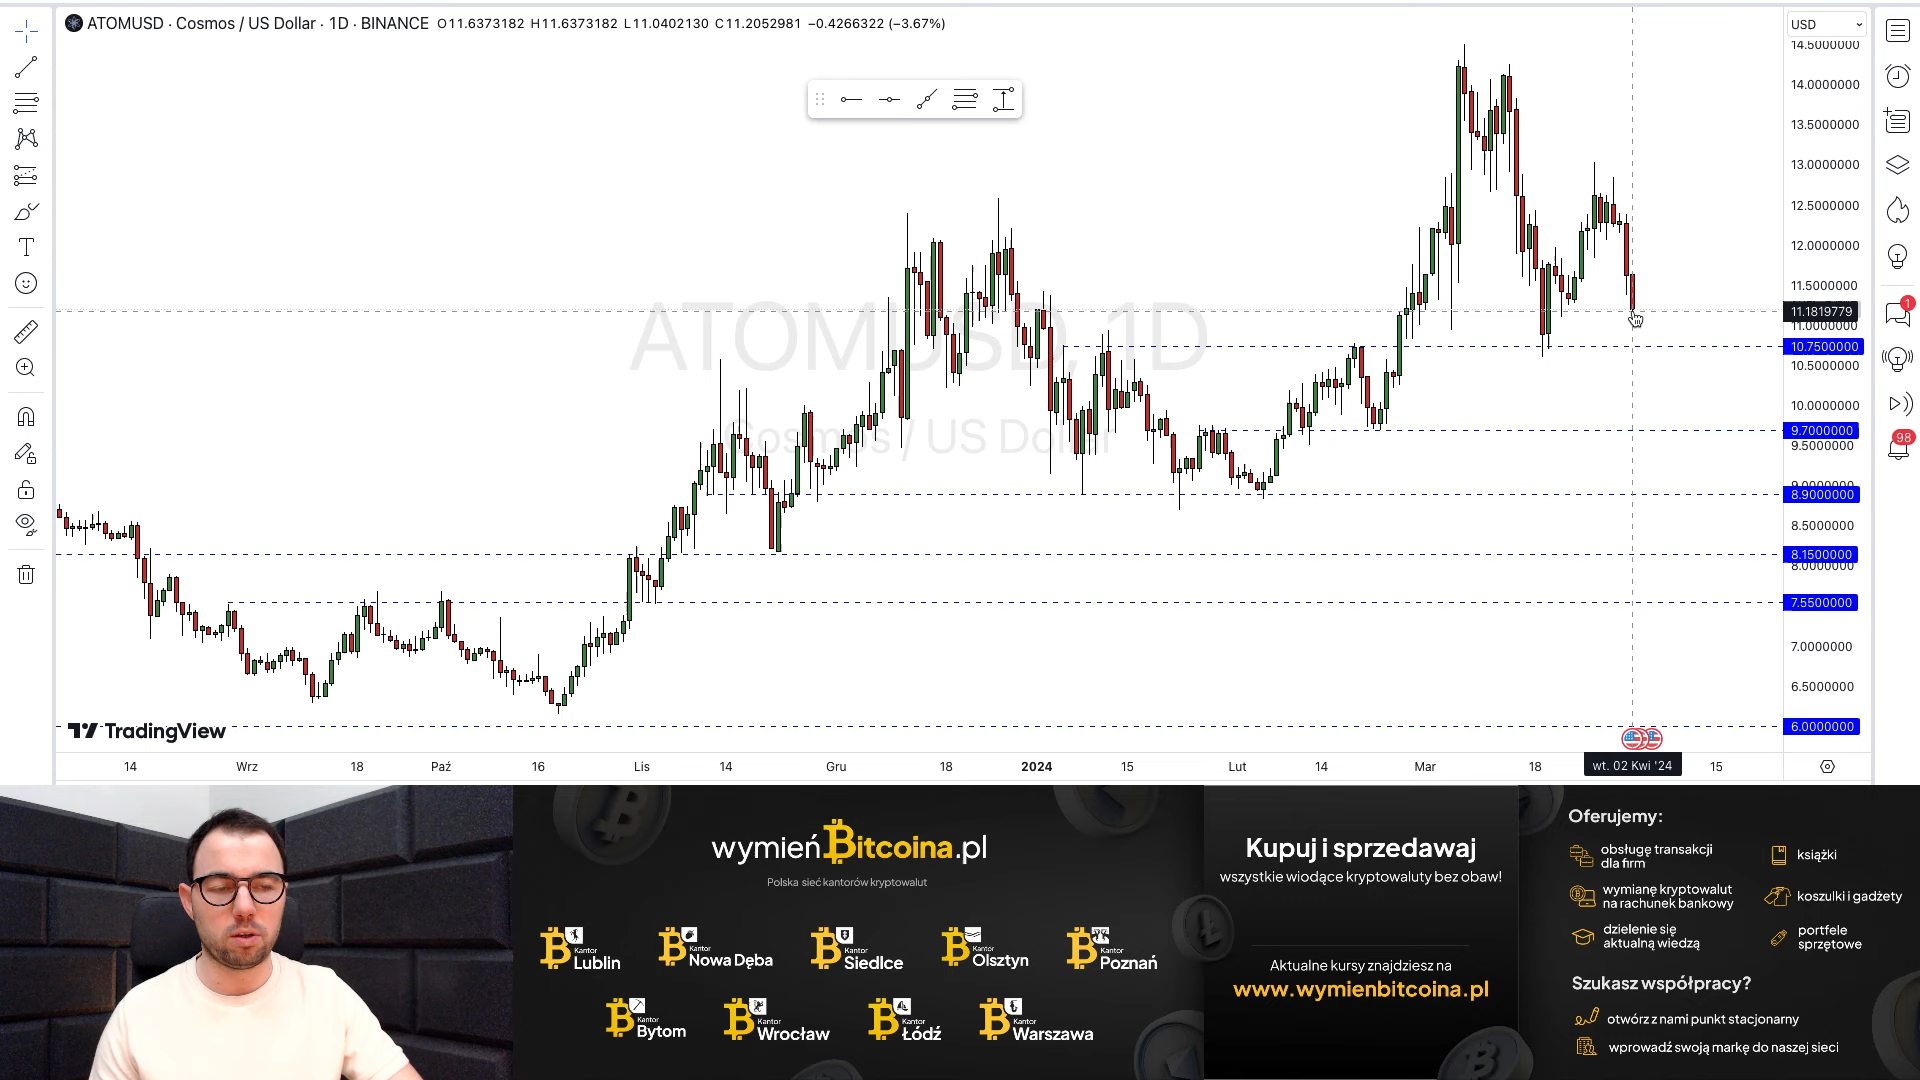 ATOMUSD · Cosmos / US Dollar · 1D · BINANCE O11.6373182 H11.6373182 L11.0402130 C11.2052981 −0.4266322 (−3.67%)
USD
14.5000000
14.0000000
13.5000000
13.0000000
12.5000000
12.0000000
11.5000000
11.1819779
11.0000000
10.7500000
10.5000000
10.0000000
9.7000000
9.5000000
9.0000000
8.9000000
8.5000000
8.1500000
8.0000000
7.5500000
7.0000000
6.5000000
6.0000000
1
98
ATOMUSD, 1D
Cosmos / US Dollar
TradingView
14 Wrz 18 Paź 16 Lis 14 Gru 18 2024 15 Lut 14 Mar 18 wt. 02 Kwi '24 15
wymieńBitcoina.pl
Polska sieć kantorów kryptowalut
Kantor Lublin
Kantor Nowa Dęba
Kantor Siedlce
Kantor Olsztyn
Kantor Poznań
Kantor Bytom
Kantor Wrocław
Kantor Łódź
Kantor Warszawa
Kupuj i sprzedawaj
wszystkie wiodące kryptowaluty bez obaw!
Aktualne kursy znajdziesz na
www.wymienbitcoina.pl
Oferujemy:
obsługę transakcji
dla firm
książki
wymianę kryptowalut
na rachunek bankowy
koszulki i gadżety
dzielenie się
aktualną wiedzą
portfele
sprzętowe
Szukasz współpracy?
otwórz z nami punkt stacjonarny
wprowadź swoją markę do naszej sieci